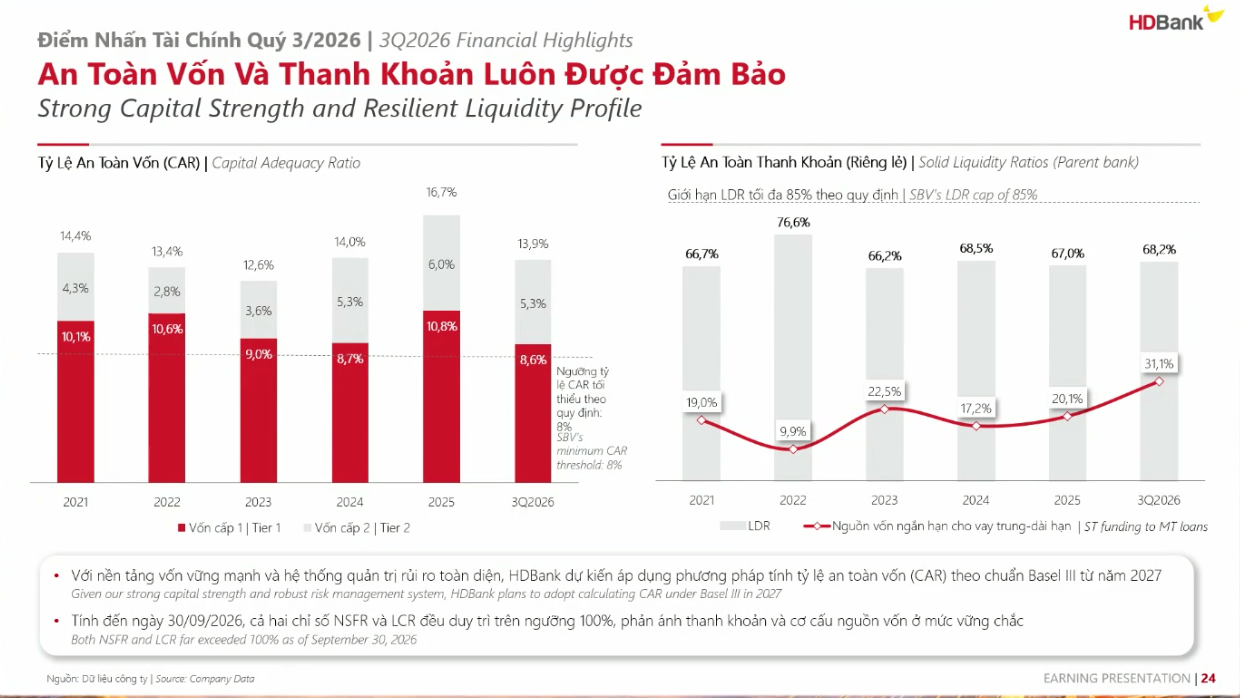 HDBank
Điểm Nhấn Tài Chính Quý 3/2026 | 3Q2026 Financial Highlights
An Toàn Vốn Và Thanh Khoản Luôn Được Đảm Bảo
Strong Capital Strength and Resilient Liquidity Profile
Tỷ Lệ An Toàn Vốn (CAR) | Capital Adequacy Ratio
14,4%
13,4%
12,6%
14,0%
16,7%
13,9%
4,3%
2,8%
3,6%
5,3%
6,0%
5,3%
10,1%
10,6%
9,0%
8,7%
10,8%
8,6%
Ngưỡng tỷ
lệ CAR tối
thiểu theo
quy định:
8%
SBV's
minimum CAR
threshold: 8%
2021
2022
2023
2024
2025
3Q2026
Vốn cấp 1 | Tier 1
Vốn cấp 2 | Tier 2
Tỷ Lệ An Toàn Thanh Khoản (Riêng lẻ) | Solid Liquidity Ratios (Parent bank)
Giới hạn LDR tối đa 85% theo quy định | SBV's LDR cap of 85%
66,7%
76,6%
66,2%
68,5%
67,0%
68,2%
19,0%
9,9%
22,5%
17,2%
20,1%
31,1%
2021
2022
2023
2024
2025
3Q2026
LDR
Nguồn vốn ngắn hạn cho vay trung-dài hạn | ST funding to MT loans
• Với nền tảng vốn vững mạnh và hệ thống quản trị rủi ro toàn diện, HDBank dự kiến áp dụng phương pháp tính tỷ lệ an toàn vốn (CAR) theo chuẩn Basel III từ năm 2027
Given our strong capital strength and robust risk management system, HDBank plans to adopt calculating CAR under Basel III in 2027
• Tính đến ngày 30/09/2026, cả hai chỉ số NSFR và LCR đều duy trì trên ngưỡng 100%, phản ánh thanh khoản và cơ cấu nguồn vốn ở mức vững chắc
Both NSFR and LCR far exceeded 100% as of September 30, 2026
Nguồn: Dữ liệu công ty | Source: Company Data
EARNING PRESENTATION | 24